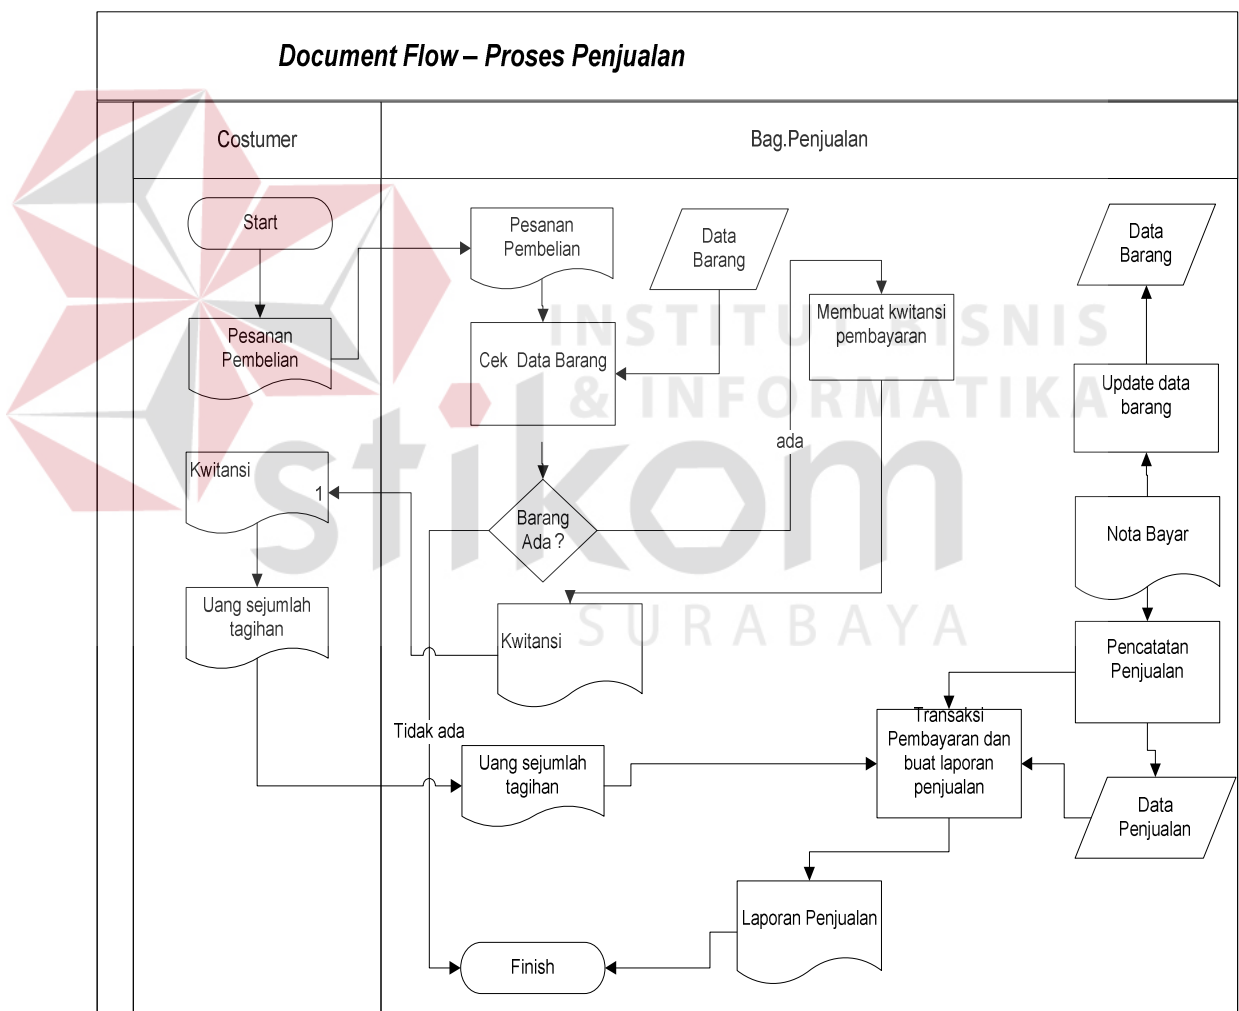 Document Flow – Proses Penjualan
Costumer
Bag.Penjualan
Start
Pesanan
Pembelian
Pesanan
Pembelian
Data
Barang
Data
Barang
Cek  Data Barang
Membuat kwitansi
pembayaran
Update data
barang
ada
Kwitansi
1
Barang
Ada ?
Nota Bayar
Uang sejumlah
tagihan
Kwitansi
Pencatatan
Penjualan
Tidak ada
Uang sejumlah
tagihan
Transaksi
Pembayaran dan
buat laporan
penjualan
Data
Penjualan
Laporan Penjualan
Finish
INSTITUT BISNIS
& INFORMATIKA
stikom
SURABAYA